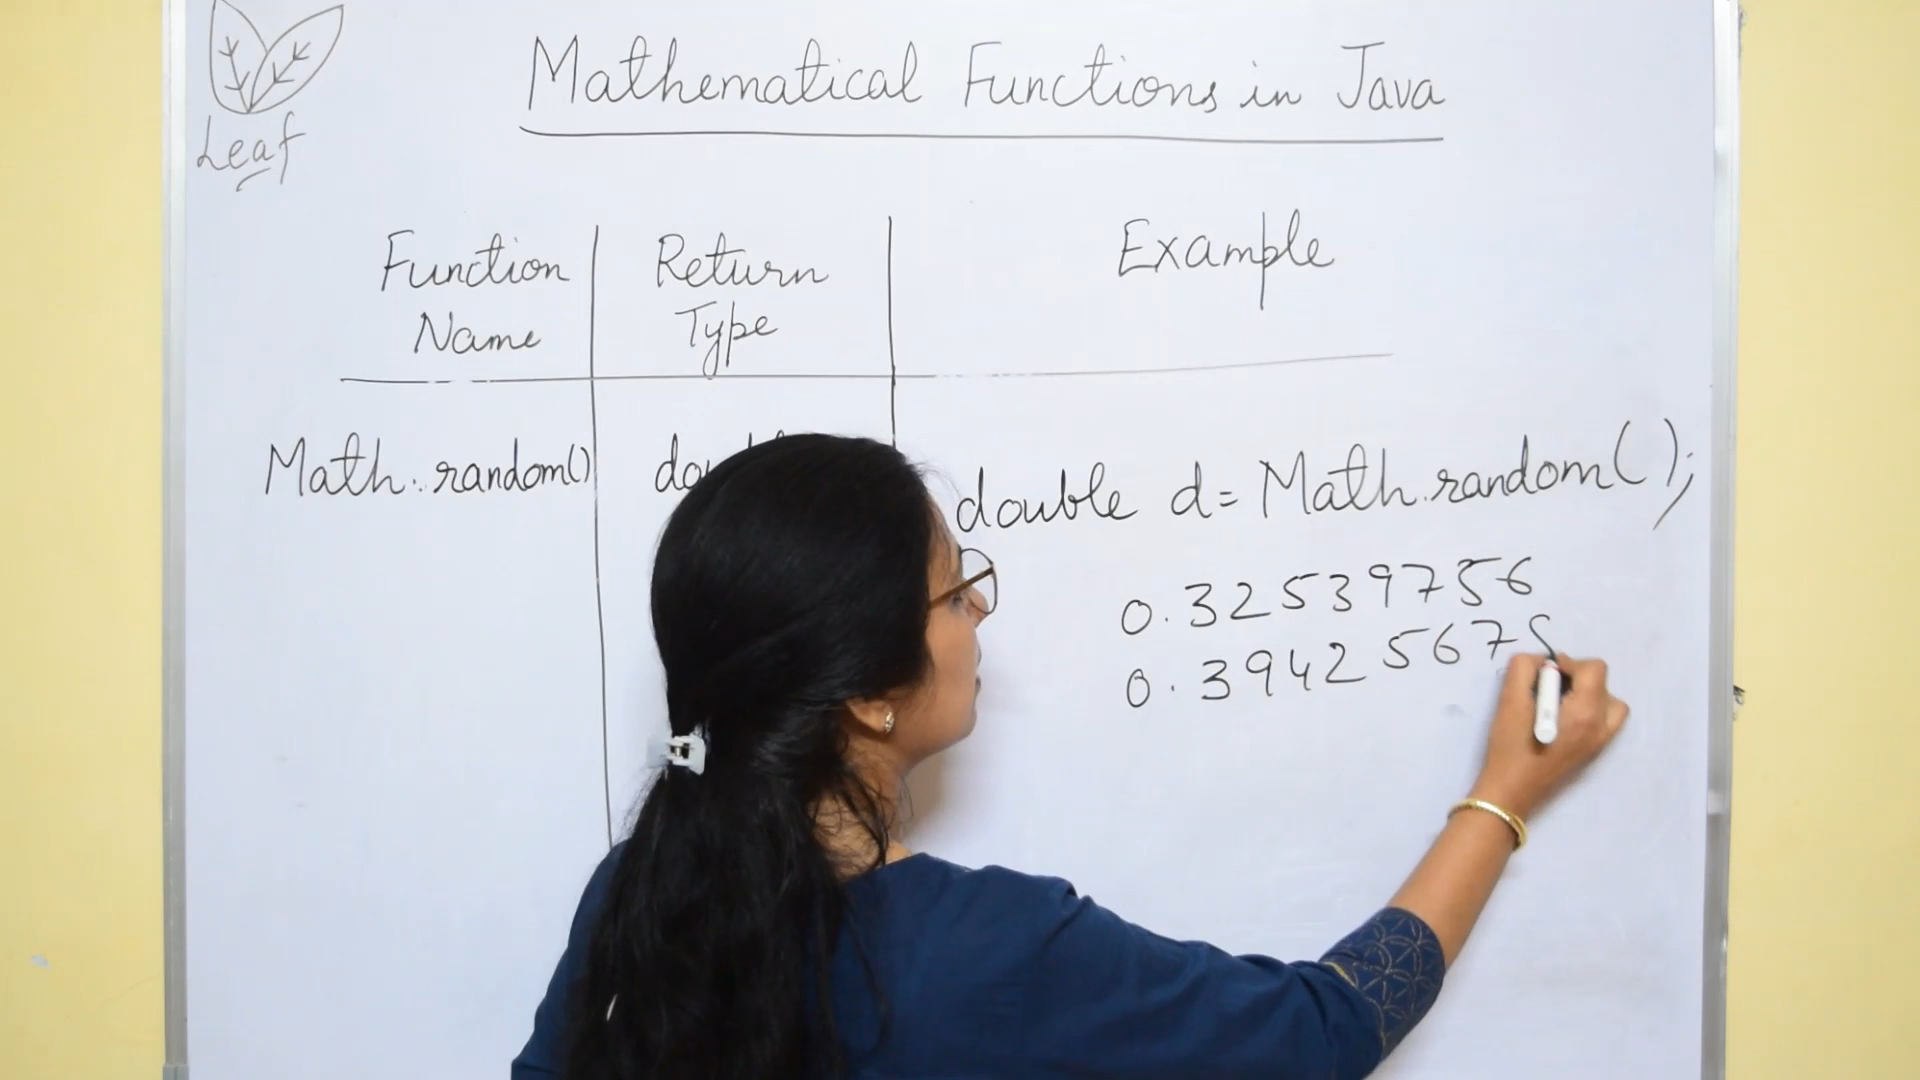 Leaf
Mathematical Functions in Java
Function Name
Return Type
Example
Math.random()
double d= Math.random();
0.32539756
0.3942567